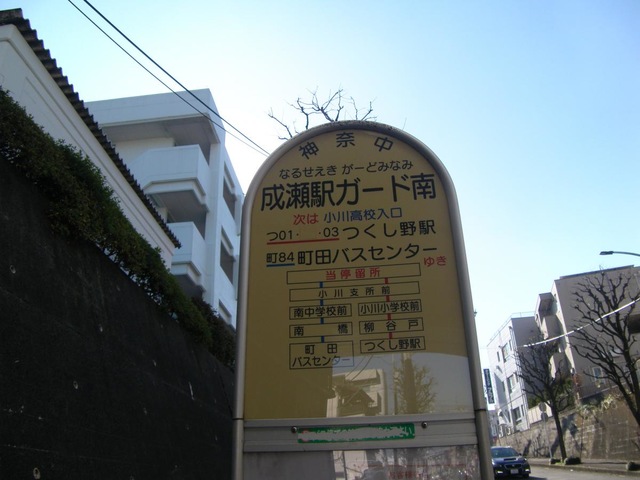 神奈中
なるせえき がーどみなみ
成瀬駅ガード南
次は 小川高校入口
つ01・ 03つくし野駅
町84 町田バスセンター ゆき
当停留所
小川支所前
南中学校前 小川小学校前
南橋 柳谷戸
町田バスセンター つくし野駅